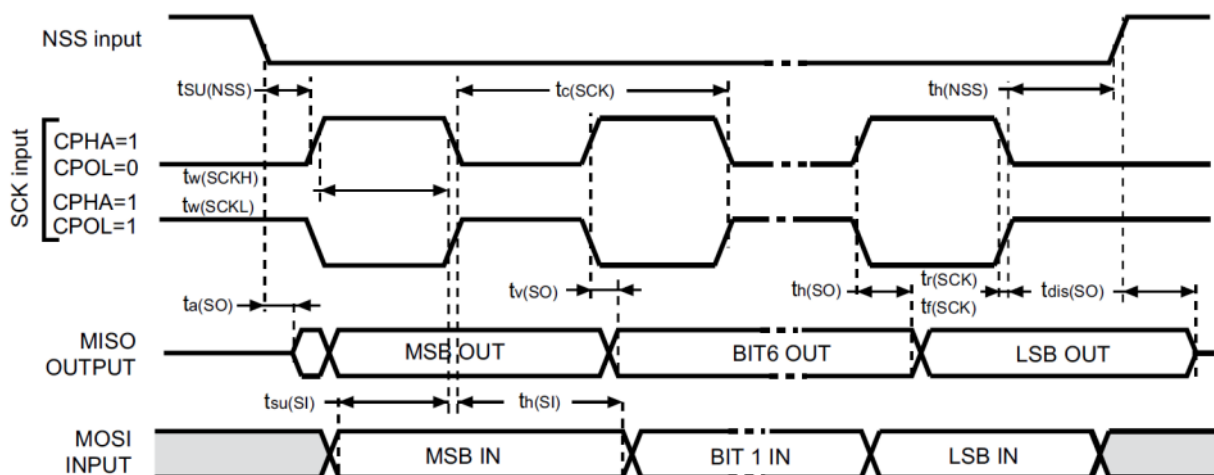 NSS input
tSU(NSS)
tc(SCK)
th(NSS)
SCK input
CPHA=1
CPOL=0
tw(SCKH)
CPHA=1
tw(SCKL)
CPOL=1
ta(SO)
tv(SO)
th(SO)
tr(SCK)
tf(SCK)
tdis(SO)
MISO
OUTPUT
MSB OUT
BIT6 OUT
LSB OUT
tsu(SI)
th(SI)
MOSI
INPUT
MSB IN
BIT 1 IN
LSB IN